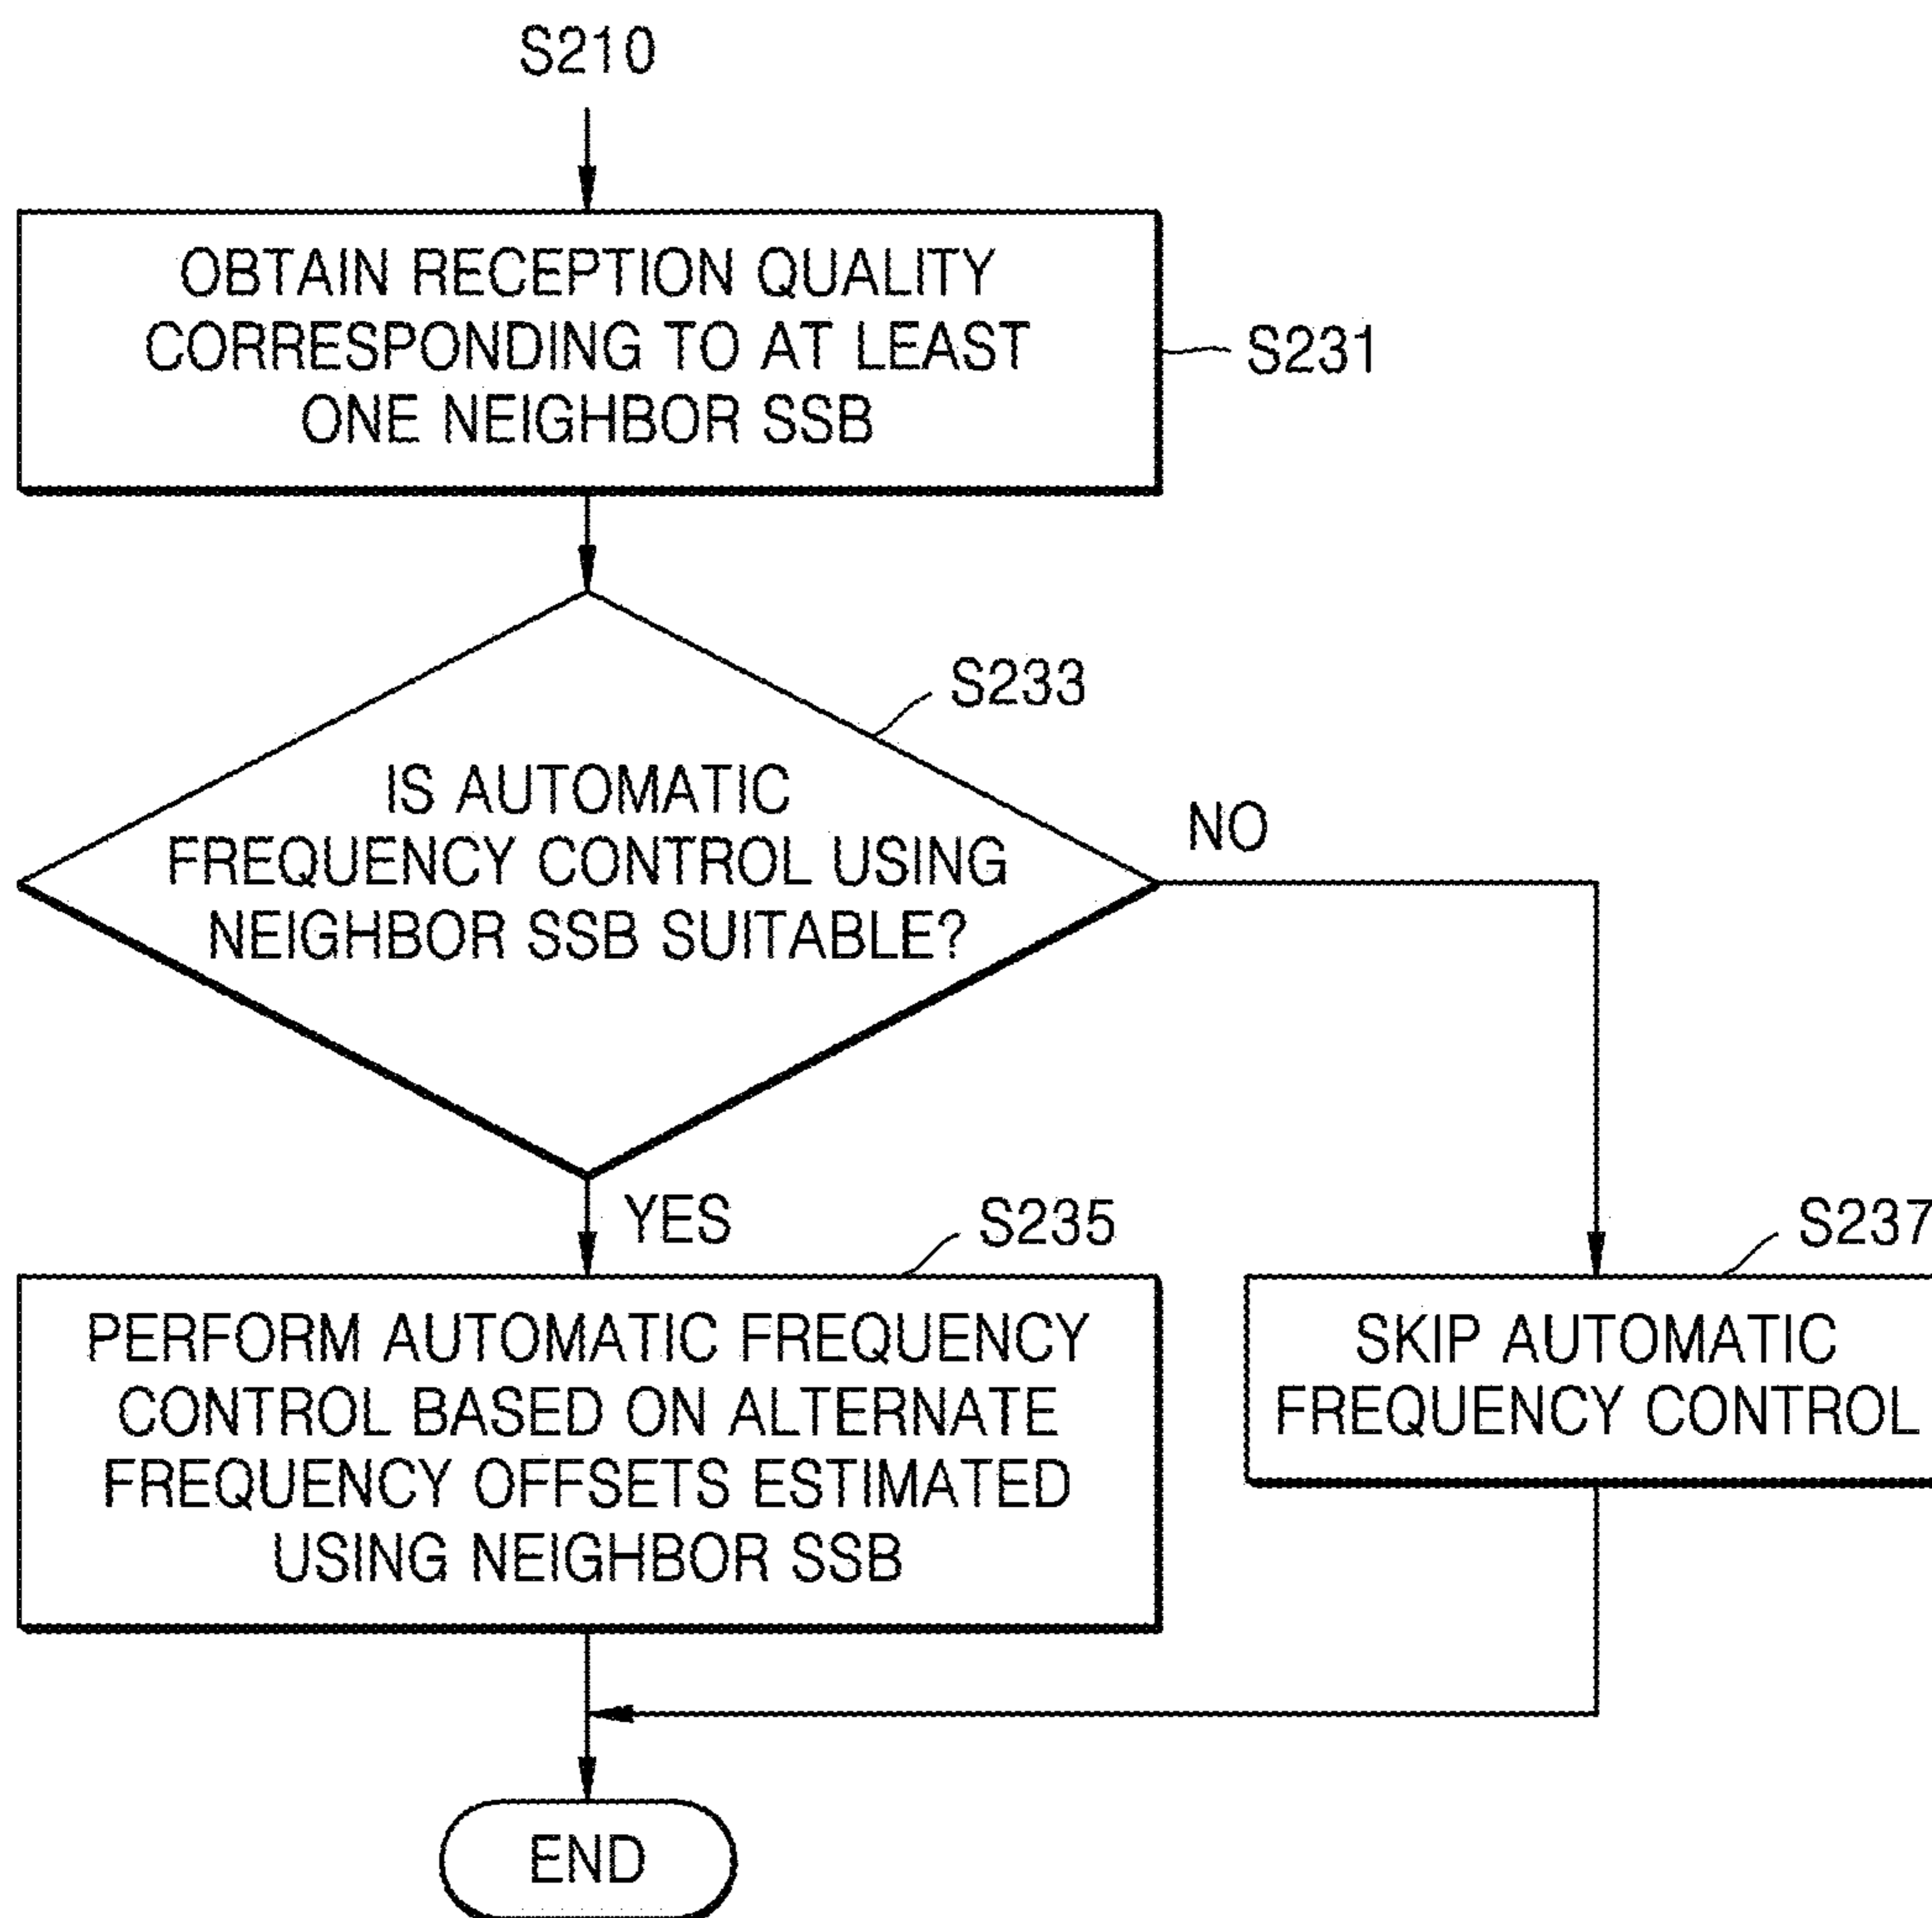 S210
OBTAIN RECEPTION QUALITY
CORRESPONDING TO AT LEAST
ONE NEIGHBOR SSB
S231
S233
IS AUTOMATIC
FREQUENCY CONTROL USING
NEIGHBOR SSB SUITABLE?
NO
YES
S235
S237
PERFORM AUTOMATIC FREQUENCY
CONTROL BASED ON ALTERNATE
FREQUENCY OFFSETS ESTIMATED
USING NEIGHBOR SSB
SKIP AUTOMATIC
FREQUENCY CONTROL
END